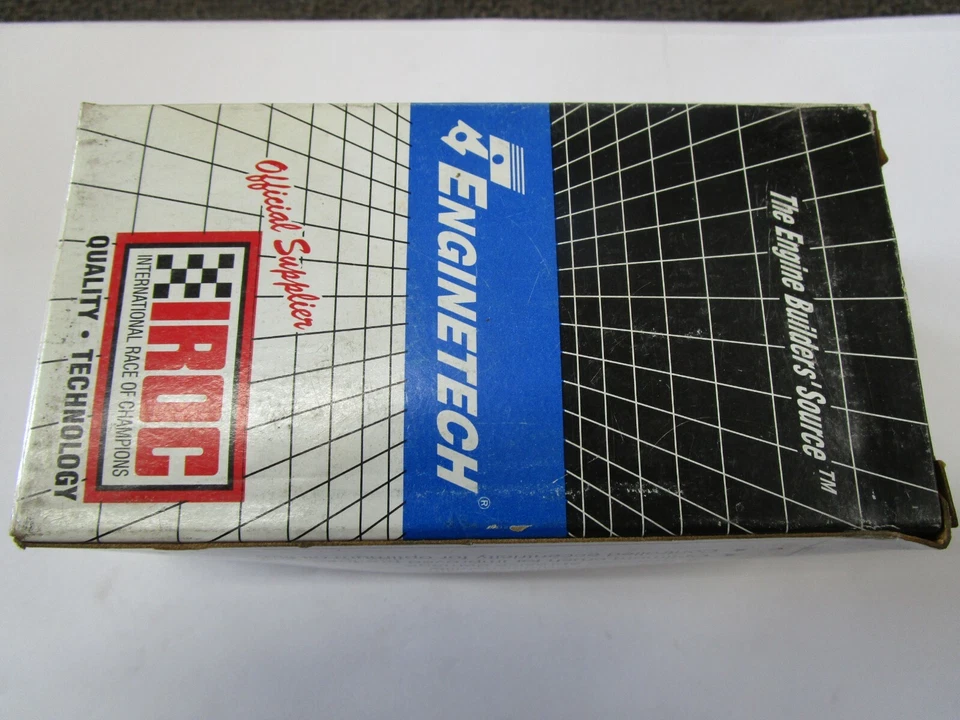 The Engine Builders' Source ™
ENGINETECH®
Official Supplier
IROC
INTERNATIONAL RACE OF CHAMPIONS
QUALITY • TECHNOLOGY